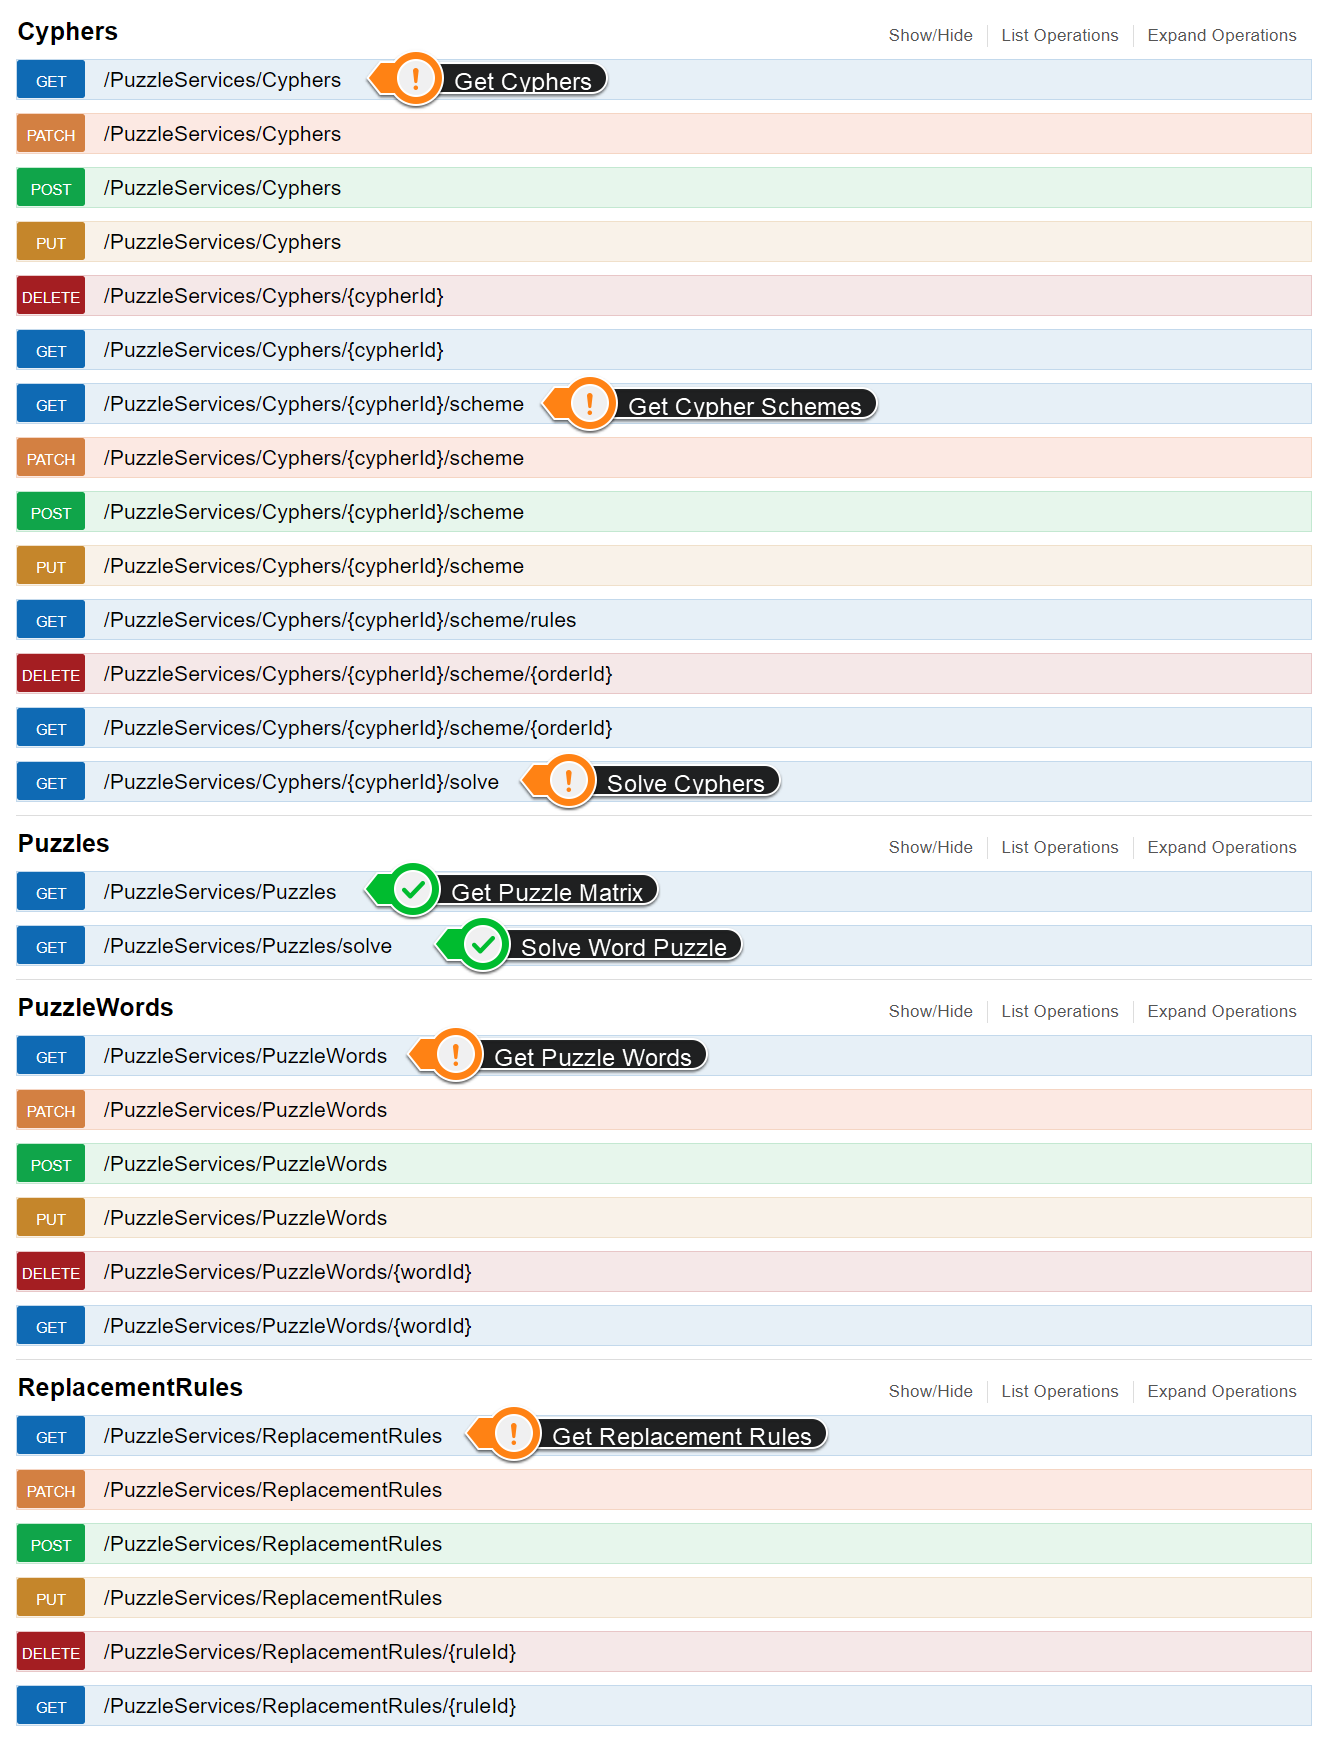 Cyphers Show/Hide List Operations Expand Operations
GET /PuzzleServices/Cyphers ! Get Cyphers
PATCH /PuzzleServices/Cyphers
POST /PuzzleServices/Cyphers
PUT /PuzzleServices/Cyphers
DELETE /PuzzleServices/Cyphers/{cypherId}
GET /PuzzleServices/Cyphers/{cypherId}
GET /PuzzleServices/Cyphers/{cypherId}/scheme ! Get Cypher Schemes
PATCH /PuzzleServices/Cyphers/{cypherId}/scheme
POST /PuzzleServices/Cyphers/{cypherId}/scheme
PUT /PuzzleServices/Cyphers/{cypherId}/scheme
GET /PuzzleServices/Cyphers/{cypherId}/scheme/rules
DELETE /PuzzleServices/Cyphers/{cypherId}/scheme/{orderId}
GET /PuzzleServices/Cyphers/{cypherId}/scheme/{orderId}
GET /PuzzleServices/Cyphers/{cypherId}/solve ! Solve Cyphers
Puzzles Show/Hide List Operations Expand Operations
GET /PuzzleServices/Puzzles Get Puzzle Matrix
GET /PuzzleServices/Puzzles/solve Solve Word Puzzle
PuzzleWords Show/Hide List Operations Expand Operations
GET /PuzzleServices/PuzzleWords ! Get Puzzle Words
PATCH /PuzzleServices/PuzzleWords
POST /PuzzleServices/PuzzleWords
PUT /PuzzleServices/PuzzleWords
DELETE /PuzzleServices/PuzzleWords/{wordId}
GET /PuzzleServices/PuzzleWords/{wordId}
ReplacementRules Show/Hide List Operations Expand Operations
GET /PuzzleServices/ReplacementRules ! Get Replacement Rules
PATCH /PuzzleServices/ReplacementRules
POST /PuzzleServices/ReplacementRules
PUT /PuzzleServices/ReplacementRules
DELETE /PuzzleServices/ReplacementRules/{ruleId}
GET /PuzzleServices/ReplacementRules/{ruleId}